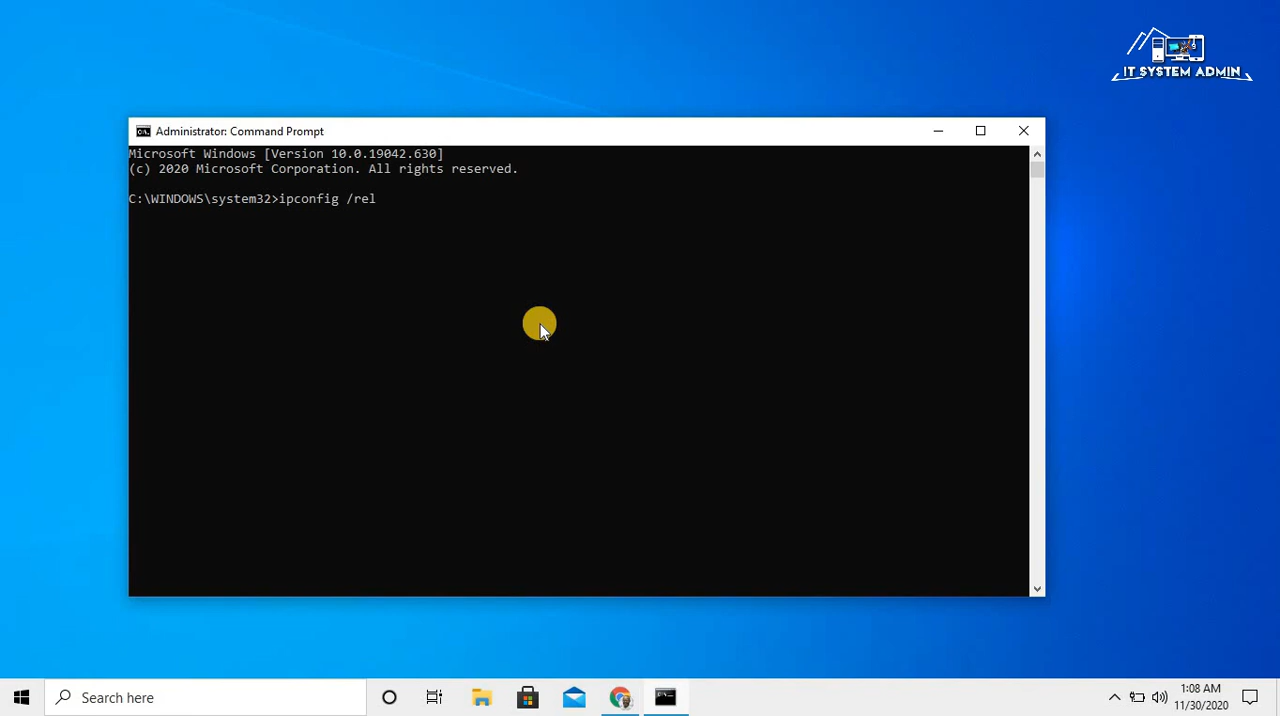 IT SYSTEM ADMIN
Administrator: Command Prompt
Microsoft Windows [Version 10.0.19042.630]
(c) 2020 Microsoft Corporation. All rights reserved.
C:\WINDOWS\system32>ipconfig /rel
Search here
1:08 AM
11/30/2020